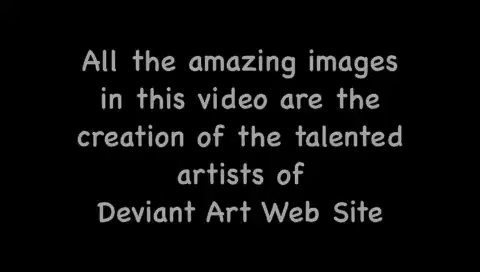 All the amazing images
in this video are the
creation of the talented
artists of
Deviant Art Web Site